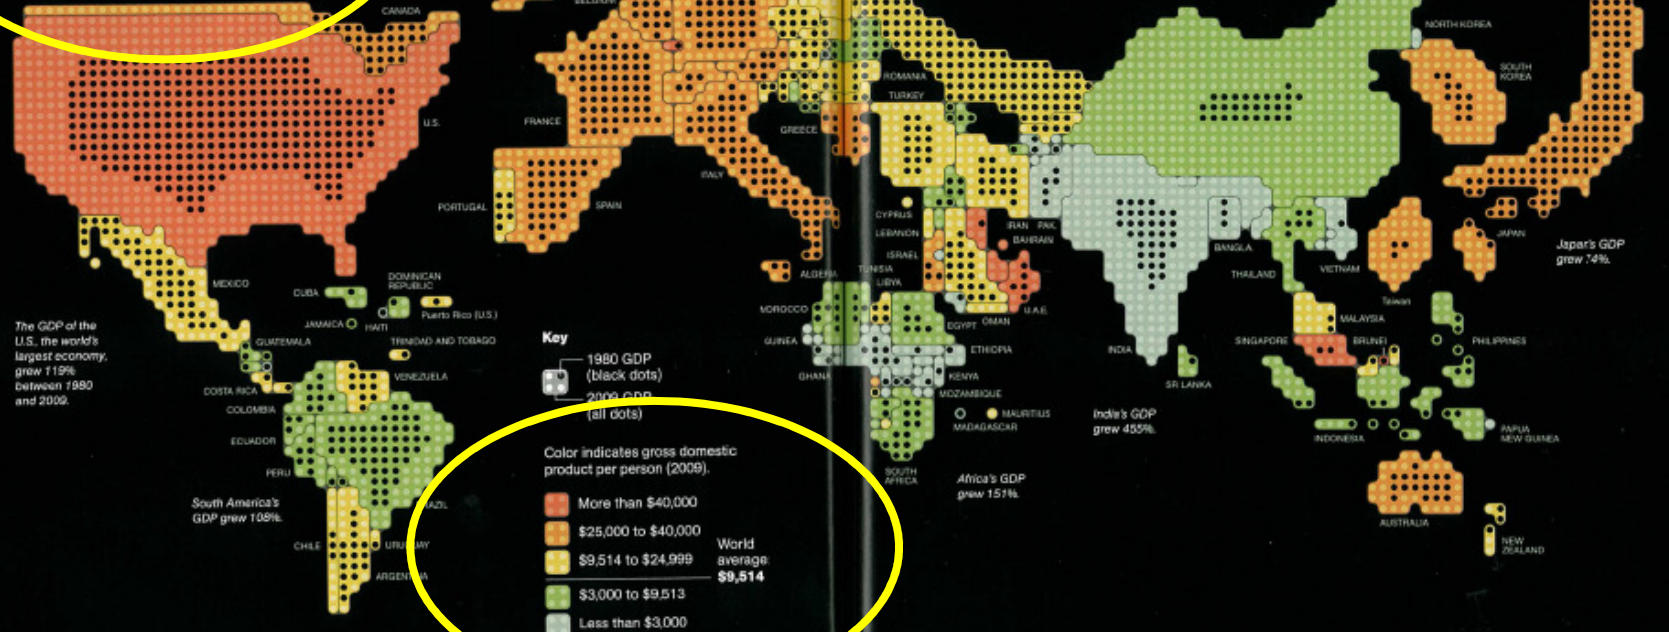 BELGIUM
CANADA
NORTH KOREA
SOUTH
KOREA
ROMANIA
TURKEY
U.S.
FRANCE
GREECE
ITALY
PORTUGAL
SPAIN
CYPRUS
LEBANON
IRAN
PAK.
BAHRAIN
ISRAEL
BANGLA.
JAPAN
Japan's GDP
grew 74%.
MEXICO
DOMINICAN
REPUBLIC
CUBA
ALGERIA
TUNISIA
LIBYA
THAILAND
VIETNAM
Taiwan
MOROCCO
U.A.E.
OMAN
Puerto Rico (U.S.)
JAMAICA
HAITI
The GDP of the
U.S., the world's
largest economy,
grew 119%
between 1980
and 2009.
GUATEMALA
TRINIDAD AND TOBAGO
Key
1980 GDP
(black dots)
2009 GDP
(all dots)
GUINEA
EGYPT
ETHIOPIA
INDIA
MALAYSIA
SINGAPORE
BRUNEI
PHILIPPINES
GHANA
KENYA
COSTA RICA
VENEZUELA
SRI LANKA
COLOMBIA
MOZAMBIQUE
MAURITIUS
MADAGASCAR
India's GDP
grew 455%.
INDONESIA
PAPUA
NEW GUINEA
ECUADOR
PERU
Color indicates gross domestic
product per person (2009).
SOUTH
AFRICA
Africa's GDP
grew 151%.
South America's
GDP grew 108%.
More than $40,000
$25,000 to $40,000
$9,514 to $24,999
World
average
$9,514
$3,000 to $9,513
Less than $3,000
CHILE
URUGUAY
ARGENTINA
AUSTRALIA
NEW
ZEALAND